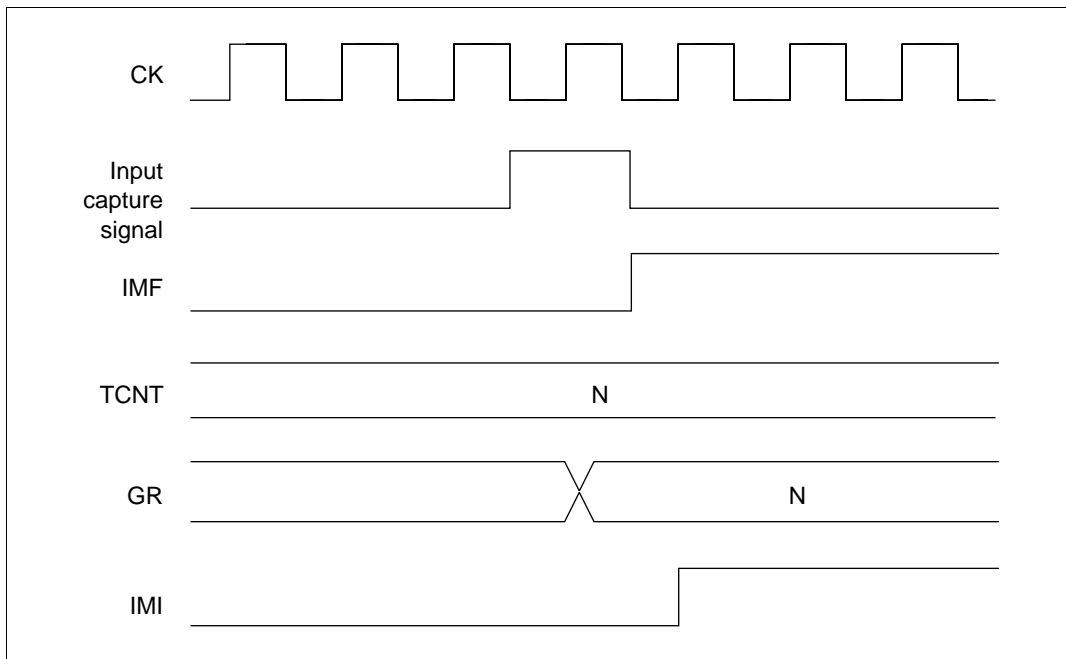 CK
Input
capture
signal
IMF
TCNT
N
GR
N
IMI